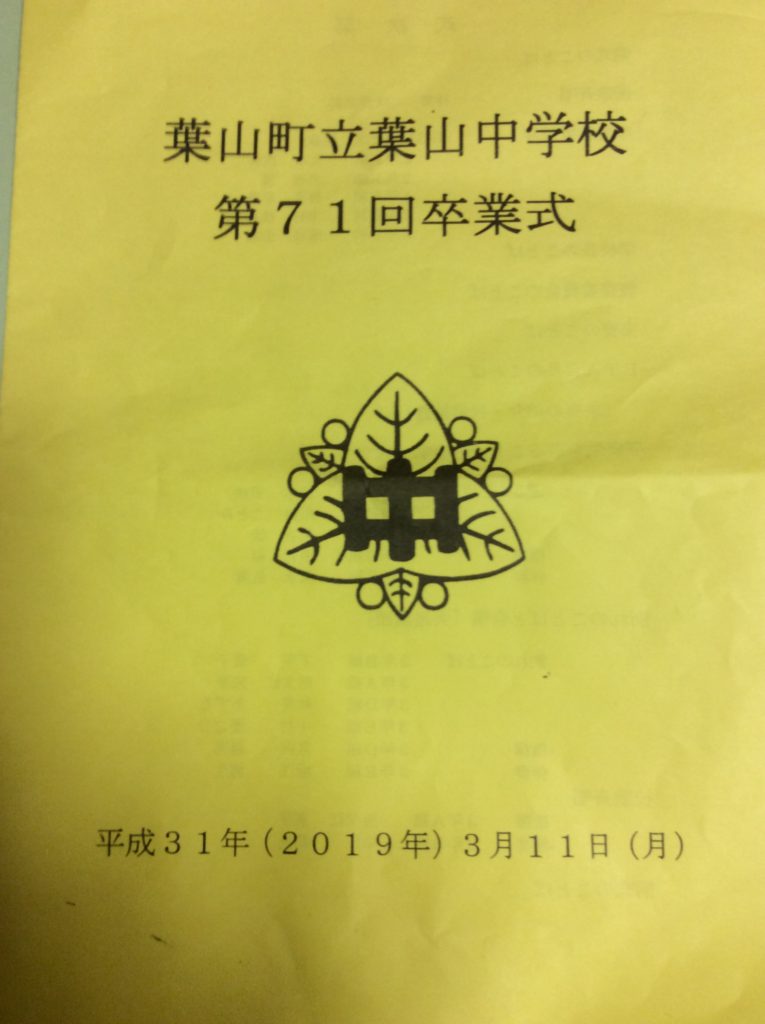 葉山町立葉山中学校
第７１回卒業式
中
平成３１年（２０１９年）３月１１日（月）